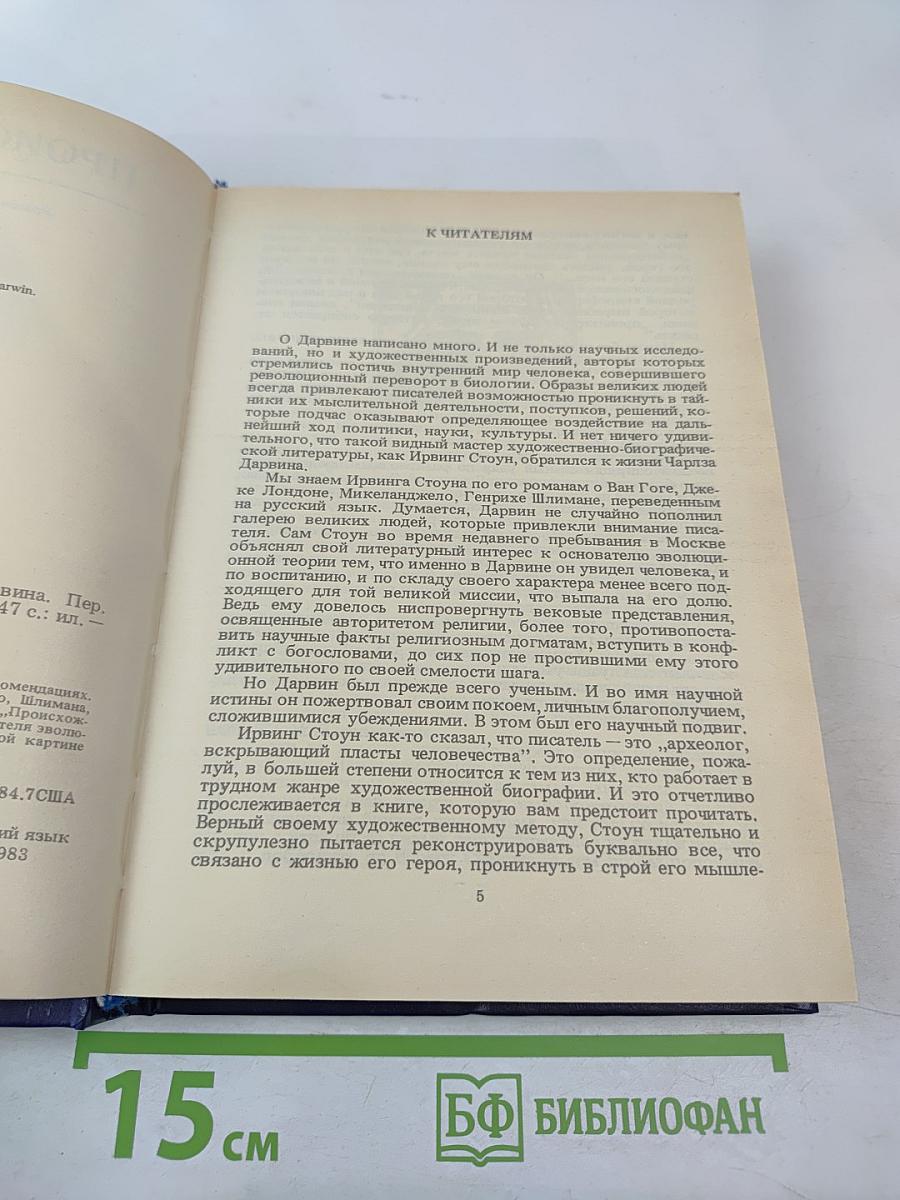 arwin.
вина. Пер.
47 с.: ил. —
омендациях.
о, Шлимана,
„Происхож-
теля эволю-
ой картине
84.7США
ий язык
983
К ЧИТАТЕЛЯМ
О Дарвине написано много. И не только научных исследо-
ваний, но и художественных произведений, авторы которых
стремились постичь внутренний мир человека, совершившего
революционный переворот в биологии. Образы великих людей
всегда привлекают писателей возможностью проникнуть в тай-
ники их мыслительной деятельности, поступков, решений, ко-
торые подчас оказывают определяющее воздействие на даль-
нейший ход политики, науки, культуры. И нет ничего удиви-
тельного, что такой видный мастер художественно-биографиче-
ской литературы, как Ирвинг Стоун, обратился к жизни Чарлза
Дарвина.
Мы знаем Ирвинга Стоуна по его романам о Ван Гоге, Дже-
ке Лондоне, Микеланджело, Генрихе Шлимане, переведенным
на русский язык. Думается, Дарвин не случайно пополнил
галерею великих людей, которые привлекли внимание писа-
теля. Сам Стоун во время недавнего пребывания в Москве
объяснял свой литературный интерес к основателю эволюци-
онной теории тем, что именно в Дарвине он увидел человека, и
по воспитанию, и по складу своего характера менее всего под-
ходящего для той великой миссии, что выпала на его долю.
Ведь ему довелось ниспровергнуть вековые представления,
освященные авторитетом религии, более того, противопоста-
вить научные факты религиозным догматам, вступить в конф-
ликт с богословами, до сих пор не простившими ему этого
удивительного по своей смелости шага.
Но Дарвин был прежде всего ученым. И во имя научной
истины он пожертвовал своим покоем, личным благополучием,
сложившимися убеждениями. В этом был его научный подвиг.
Ирвинг Стоун как-то сказал, что писатель — это „археолог,
вскрывающий пласты человечества”. Это определение, пожа-
луй, в большей степени относится к тем из них, кто работает в
трудном жанре художественной биографии. И это отчетливо
прослеживается в книге, которую вам предстоит прочитать.
Верный своему художественному методу, Стоун тщательно и
скрупулезно пытается реконструировать буквально все, что
связано с жизнью его героя, проникнуть в строй его мышле-
5
15 см
БФ БИБЛИОФАН